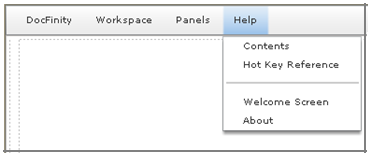 DocFinity Workspace Panels Help
Contents
Hot Key Reference
Welcome Screen
About